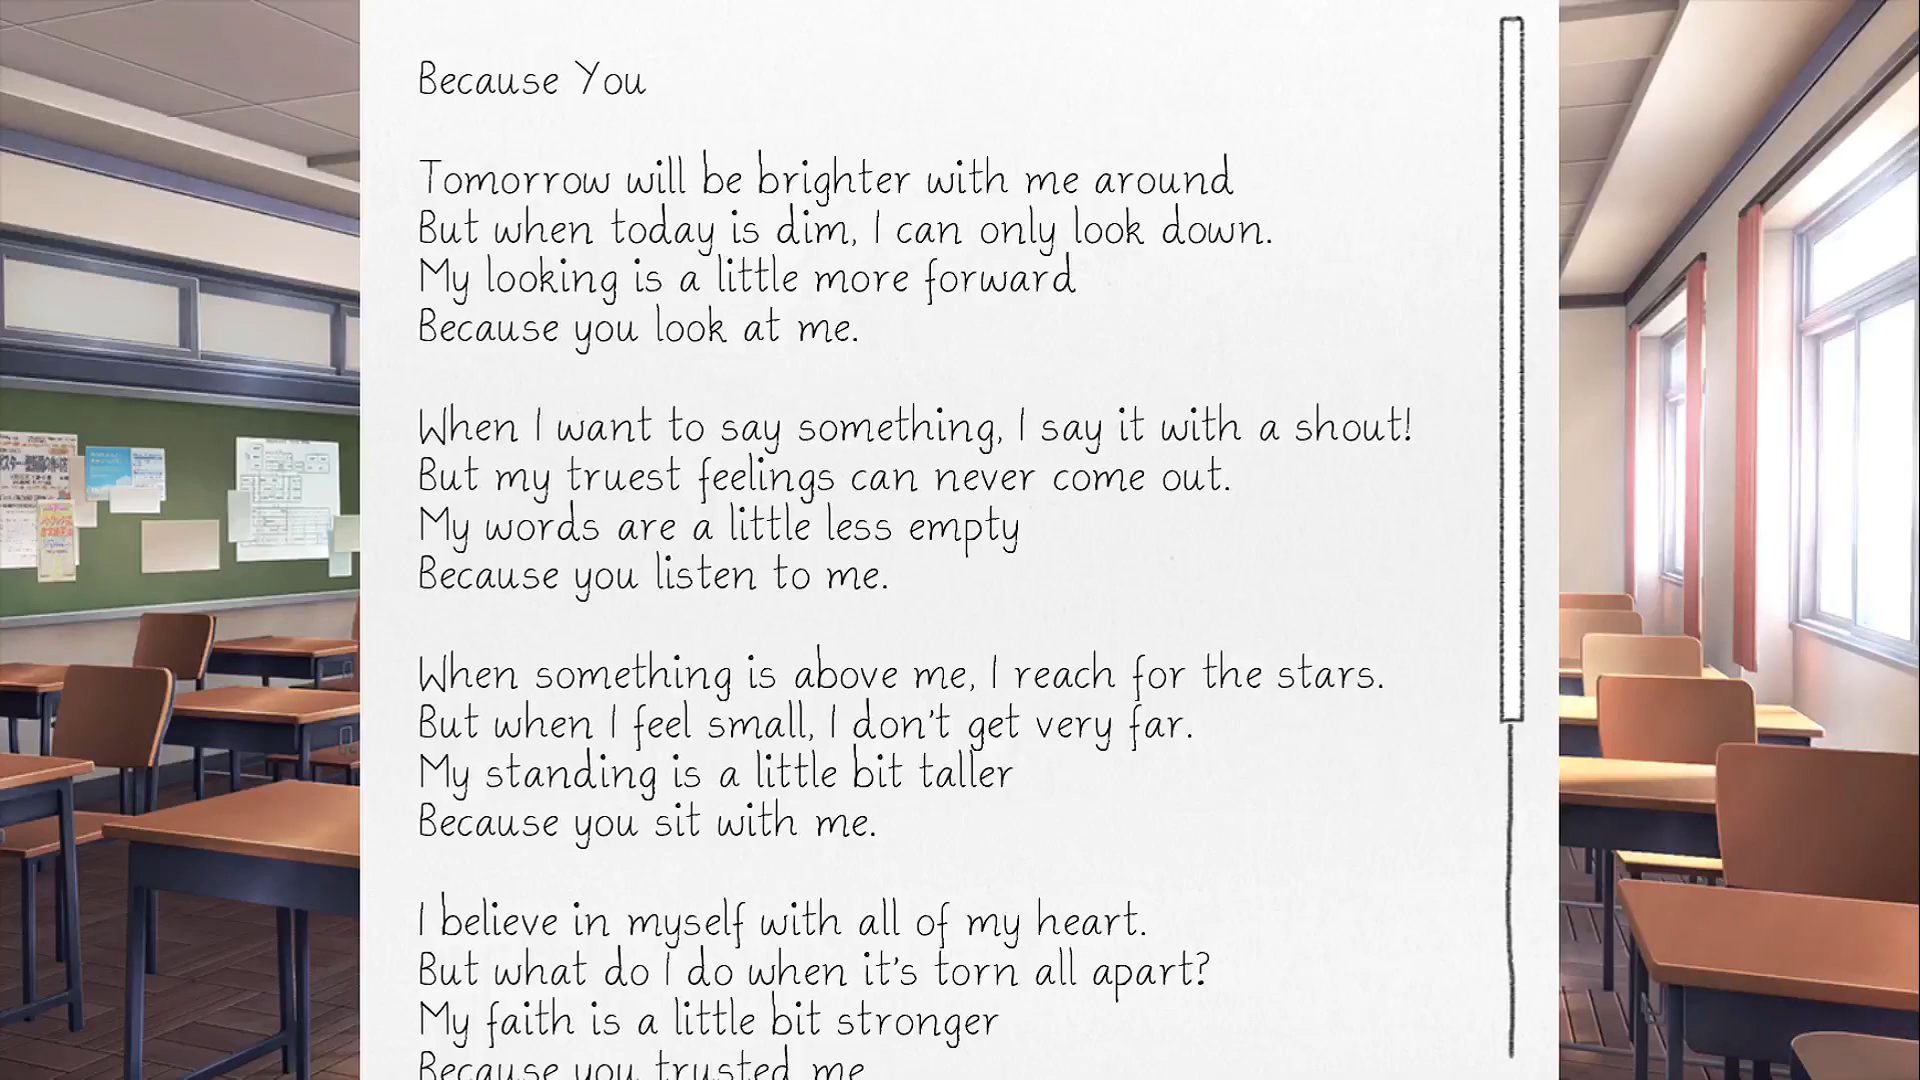 Because You
Tomorrow will be brighter with me around
But when today is dim, I can only look down.
My looking is a little more forward
Because you look at me.
When I want to say something, I say it with a shout!
But my truest feelings can never come out.
My words are a little less empty
Because you listen to me.
When something is above me, I reach for the stars.
But when I feel small, I don't get very far.
My standing is a little bit taller
Because you sit with me.
I believe in myself with all of my heart.
But what do I do when it's torn all apart?
My faith is a little bit stronger
Because you trusted me